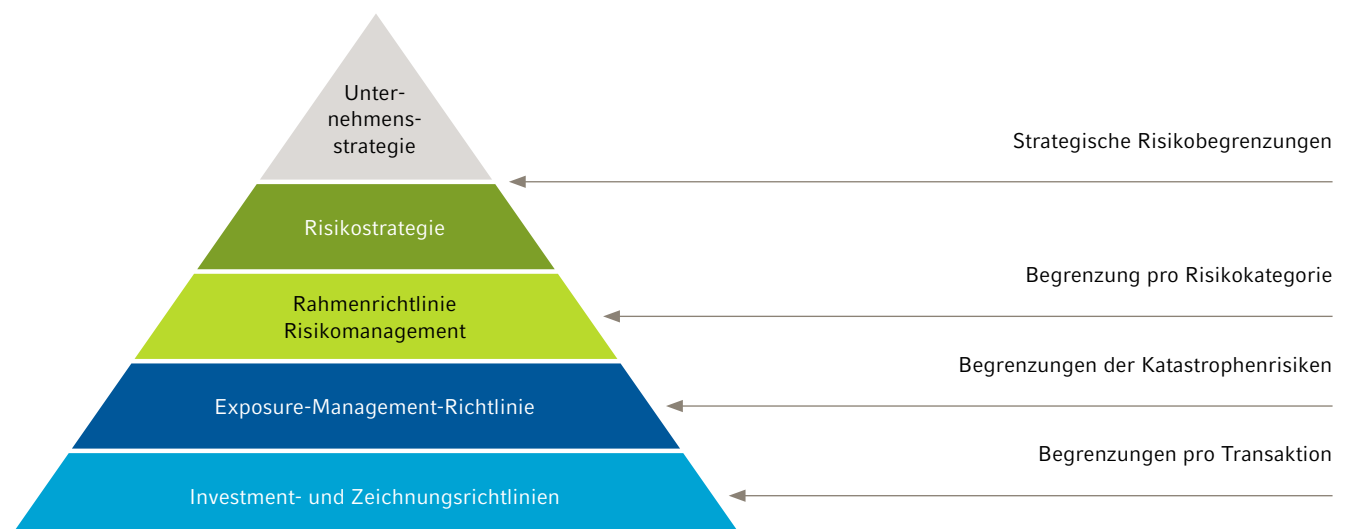 Unter-
nehmens-
strategie
Strategische Risikobegrenzungen
Risikostrategie
Begrenzung pro Risikokategorie
Rahmenrichtlinie
Risikomanagement
Begrenzungen der Katastrophenrisiken
Exposure-Management-Richtlinie
Begrenzungen pro Transaktion
Investment- und Zeichnungsrichtlinien